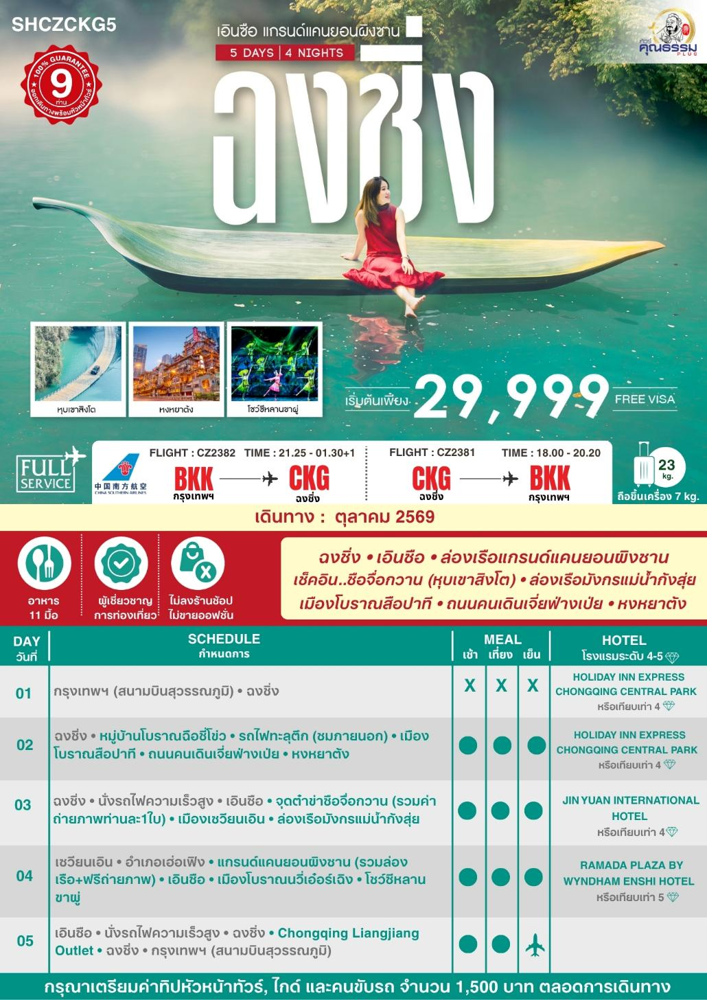 SHCZCKG5
100% GUARANTEE
9
ท่าน
ออกเดินทางพร้อมหัวหน้าทัวร์
เอินซือ แกรนด์แคนยอนผิงซาน
5 DAYS | 4 NIGHTS
ฉงชิ่ง
ทัวร์
คุณธรรม
PLUS
หุบเขาสิงโต
หงหยาต้ง
โชว์ซีหลานขาผู่
เริ่มต้นเพียง 29,999 FREE VISA
FULL
SERVICE
中国南方航空
CHINA SOUTHERN AIRLINES
FLIGHT : CZ2382 TIME : 21.25 - 01.30+1
BKK CKG
กรุงเทพฯ ฉงชิ่ง
FLIGHT : CZ2381 TIME : 18.00 - 20.20
CKG BKK
ฉงชิ่ง กรุงเทพฯ
23
kg.
ถือขึ้นเครื่อง 7 kg.
เดินทาง : ตุลาคม 2569
อาหาร
11 มื้อ
ผู้เชี่ยวชาญ
การท่องเที่ยว
X
ไม่ลงร้านช้อป
ไม่ขายออฟชั่น
ฉงชิ่ง • เอินซือ • ล่องเรือแกรนด์แคนยอนผิงซาน
เช็คอิน..ซือจื่อกวาน (หุบเขาสิงโต) • ล่องเรือมังกรแม่น้ำก้งสุ่ย
เมืองโบราณสือปาที • ถนนคนเดินเจี่ยฟ่างเป่ย • หงหยาต้ง
DAY SCHEDULE MEAL HOTEL
วันที่ กำหนดการ เช้า เที่ยง เย็น โรงแรมระดับ 4-5
01 กรุงเทพฯ (สนามบินสุวรรณภูมิ) • ฉงชิ่ง X X X
HOLIDAY INN EXPRESS
CHONGQING CENTRAL PARK
หรือเทียบเท่า 4
02 ฉงชิ่ง • หมู่บ้านโบราณฉือชี่โข่ว • รถไฟทะลุตึก (ชมภายนอก) • เมือง
โบราณสือปาที • ถนนคนเดินเจี่ยฟ่างเป่ย • หงหยาต้ง
HOLIDAY INN EXPRESS
CHONGQING CENTRAL PARK
หรือเทียบเท่า 4
03 ฉงชิ่ง • นั่งรถไฟความเร็วสูง • เอินซือ • จุดต๋าข่าซือจื่อกวาน (รวมค่า
ถ่ายภาพท่านละ1ใบ) • เมืองเซวียนเอิน • ล่องเรือมังกรแม่น้ำก้งสุ่ย
JIN YUAN INTERNATIONAL
HOTEL
หรือเทียบเท่า 4
04 เซวียนเอิน • อำเภอเฮ่อเฟิง • แกรนด์แคนยอนผิงซาน (รวมล่อง
เรือ+ฟรีถ่ายภาพ) • เอินซือ • เมืองโบราณนวี่เอ๋อร์เฉิง • โชว์ซีหลาน
ขาผู่
RAMADA PLAZA BY
WYNDHAM ENSHI HOTEL
หรือเทียบเท่า 5
05 เอินซือ • นั่งรถไฟความเร็วสูง • ฉงชิ่ง • Chongqing Liangjiang
Outlet • ฉงชิ่ง • กรุงเทพฯ (สนามบินสุวรรณภูมิ)
กรุณาเตรียมค่าทิปหัวหน้าทัวร์, ไกด์ และคนขับรถ จำนวน 1,500 บาท ตลอดการเดินทาง